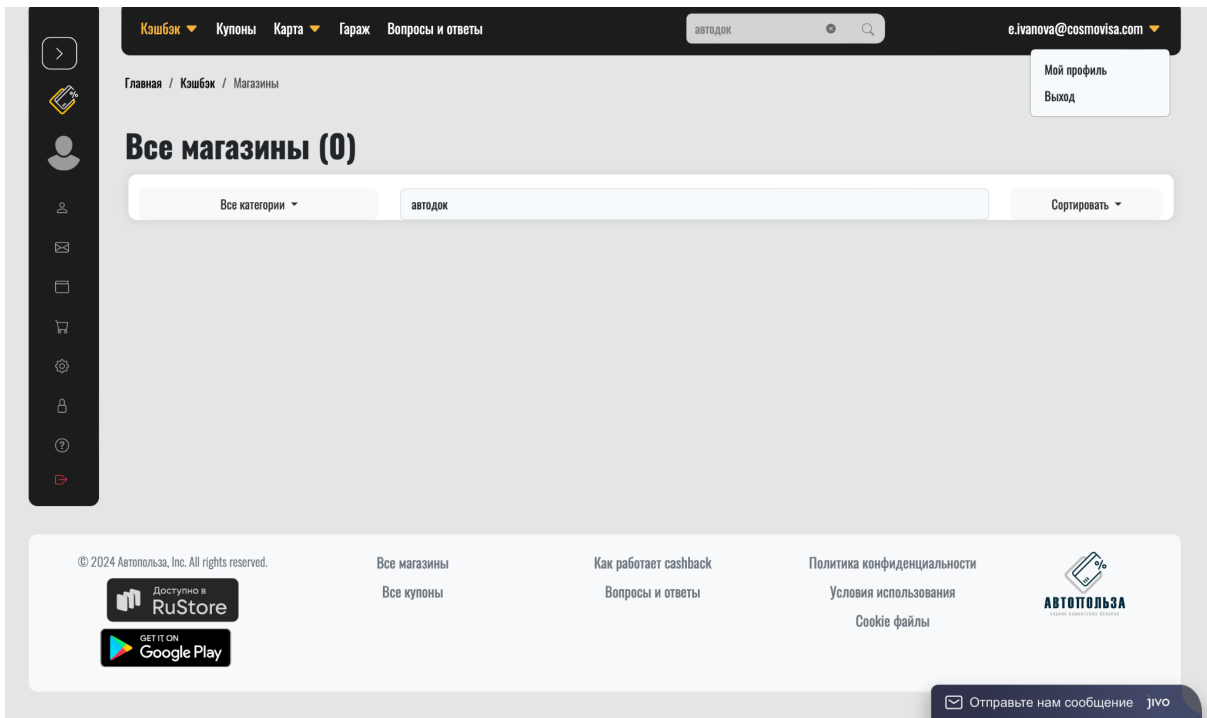 Кэшбэк Купоны Карта Гараж Вопросы и ответы автодок e.ivanova@cosmovisa.com
Мой профиль
Выход
Главная / Кэшбэк / Магазины
Все магазины (0)
Все категории автодок Сортировать
© 2024 Автопольза, Inc. All rights reserved.
Доступно в
RuStore
GET IT ON
Google Play
Все магазины
Все купоны
Как работает cashback
Вопросы и ответы
Политика конфиденциальности
Условия использования
Cookie файлы
%
АВТОПОЛЬЗА
Отправьте нам сообщение jivo